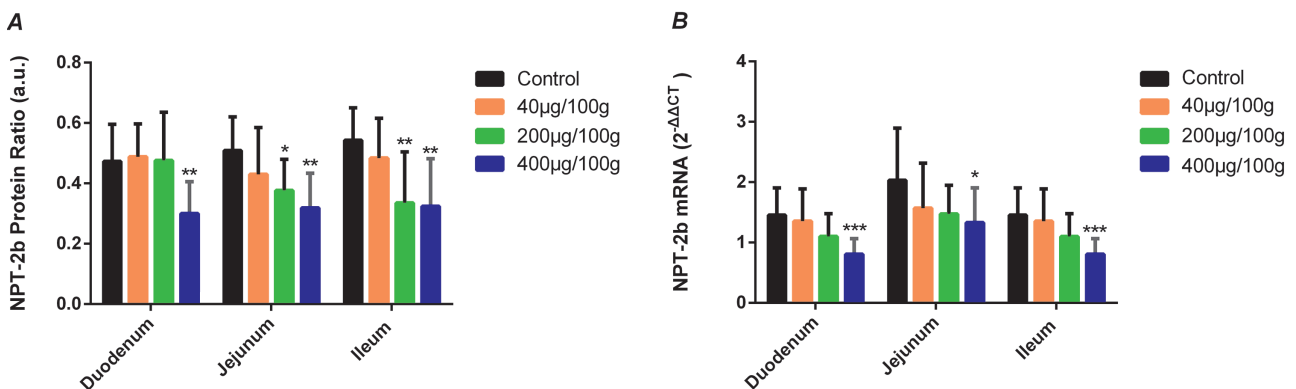 A
NPT-2b Protein Ratio (a.u.)
0.8
0.6
0.4
0.2
0.0
**
*
**
**
**
Duodenum
Jejunum
Ileum
Control
40µg/100g
200µg/100g
400µg/100g
B
NPT-2b mRNA (2^-ΔΔCT)
4
3
2
1
0
***
*
***
Duodenum
Jejunum
Ileum
Control
40µg/100g
200µg/100g
400µg/100g